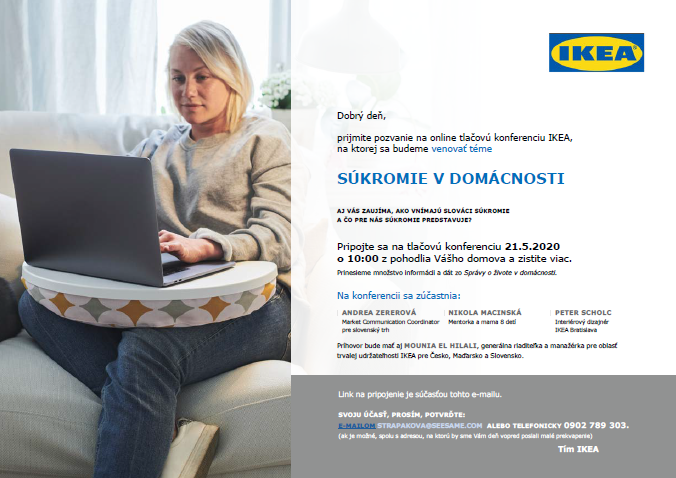 IKEA
Dobrý deň,
prijmite pozvanie na online tlačovú konferenciu IKEA,
na ktorej sa budeme venovať téme
SÚKROMIE V DOMÁCNOSTI
AJ VÁS ZAUJÍMA, AKO VNÍMAJÚ SLOVÁCI SÚKROMIE
A ČO PRE NÁS SÚKROMIE PREDSTAVUJE?
Pripojte sa na tlačovú konferenciu 21.5.2020
o 10:00 z pohodlia Vášho domova a zistite viac.
Prinesieme množstvo informácií a dát zo Správy o živote v domácnosti.
Na konferencii sa zúčastnia:
ANDREA ZEREROVÁ
Market Communication Coordinator
pre slovenský trh
NIKOLA MACINSKÁ
Mentorka a mama 8 detí
PETER SCHOLC
Interiérový dizajnér
IKEA Bratislava
Príhovor bude mať aj MOUNIA EL HILALI, generálna riaditeľka a manažérka pre oblasť
trvalej udržateľnosti IKEA pre Česko, Maďarsko a Slovensko.
Link na pripojenie je súčasťou tohto e-mailu.
SVOJU ÚČASŤ, PROSÍM, POTVRĎTE:
E-MAILOM STRAPAKOVA@SEESAME.COM ALEBO TELEFONICKY 0902 789 303.
(ak je možné, spolu s adresou, na ktorú by sme Vám deň vopred poslali malé prekvapenie)
Tím IKEA